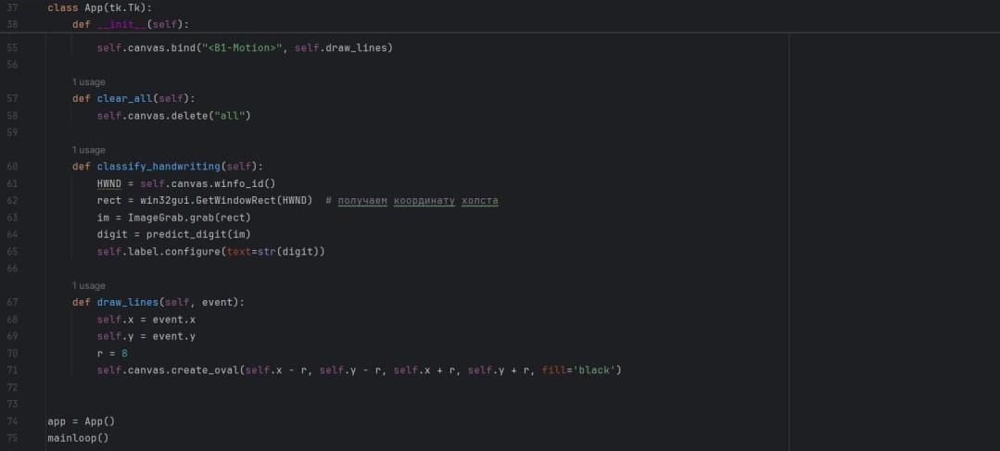 37 class App(tk.Tk):
38     def __init__(self):
55         self.canvas.bind("<B1-Motion>", self.draw_lines)
56
1 usage
57     def clear_all(self):
58         self.canvas.delete("all")
59
1 usage
60     def classify_handwriting(self):
61         HWND = self.canvas.winfo_id()
62         rect = win32gui.GetWindowRect(HWND)  # получаем координату холста
63         im = ImageGrab.grab(rect)
64         digit = predict_digit(im)
65         self.label.configure(text=str(digit))
66
1 usage
67     def draw_lines(self, event):
68         self.x = event.x
69         self.y = event.y
70         r = 8
71         self.canvas.create_oval(self.x - r, self.y - r, self.x + r, self.y + r, fill='black')
72
73
74 app = App()
75 mainloop()